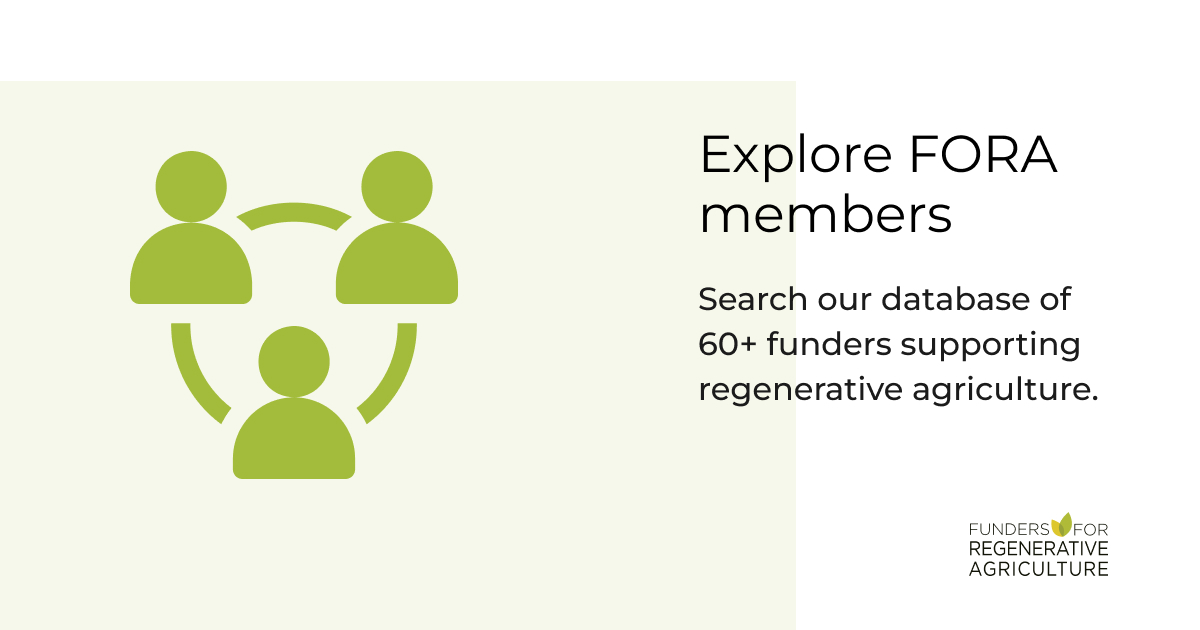 Explore FORA
members
Search our database of
60+ funders supporting
regenerative agriculture.
FUNDERS FOR
REGENERATIVE
AGRICULTURE